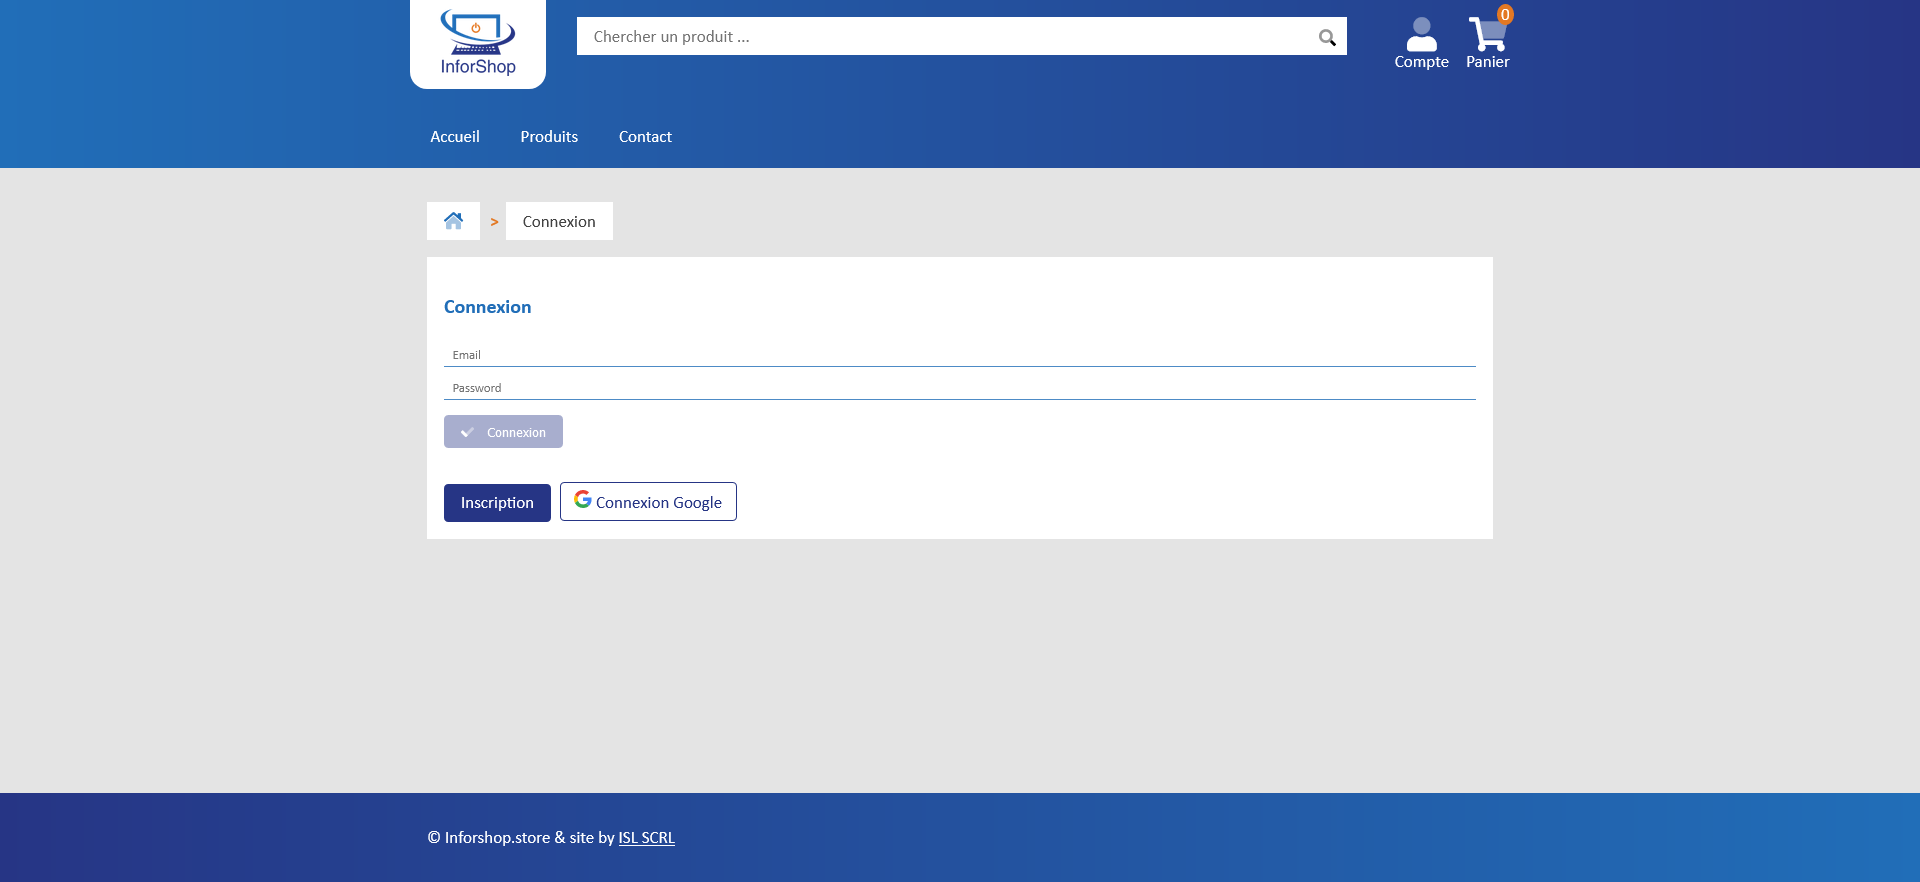 InforShop
Chercher un produit ...
0
Compte
Panier
Accueil
Produits
Contact
>
Connexion
Connexion
Email
Password
Connexion
Inscription
Connexion Google
© Inforshop.store & site by ISL SCRL